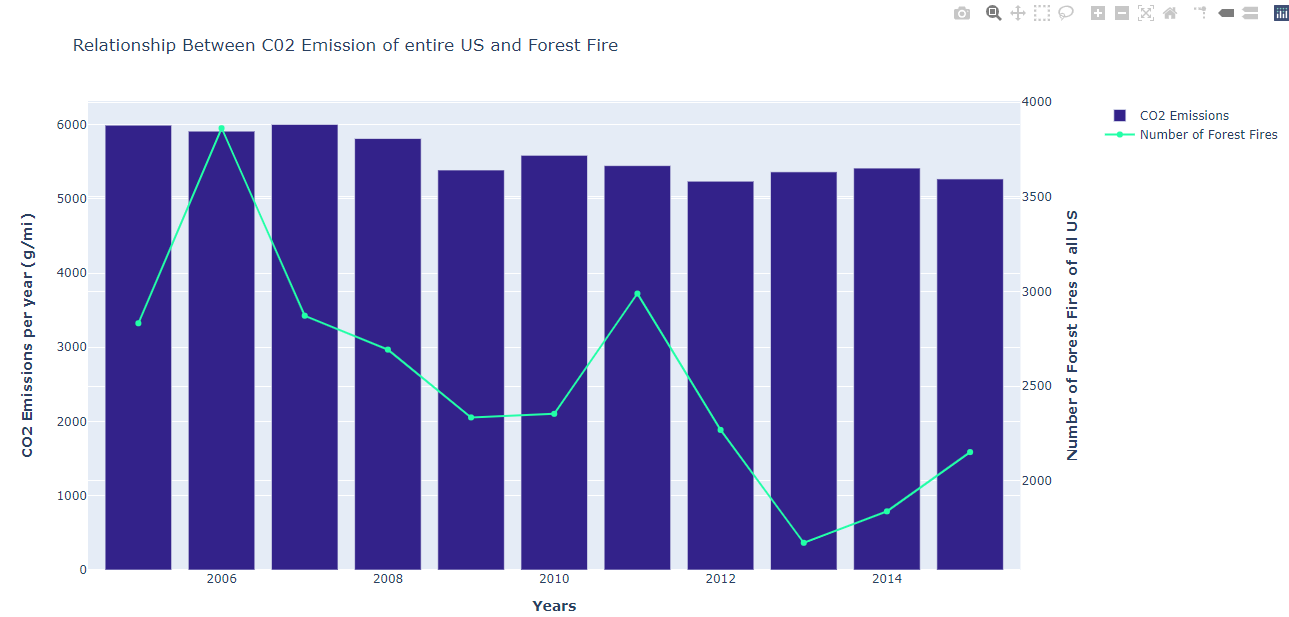 Relationship Between C02 Emission of entire US and Forest Fire
CO2 Emissions
Number of Forest Fires
CO2 Emissions per year (g/mi)
6000
5000
4000
3000
2000
1000
0
4000
3500
3000
2500
2000
Number of Forest Fires of all US
2006
2008
2010
2012
2014
Years